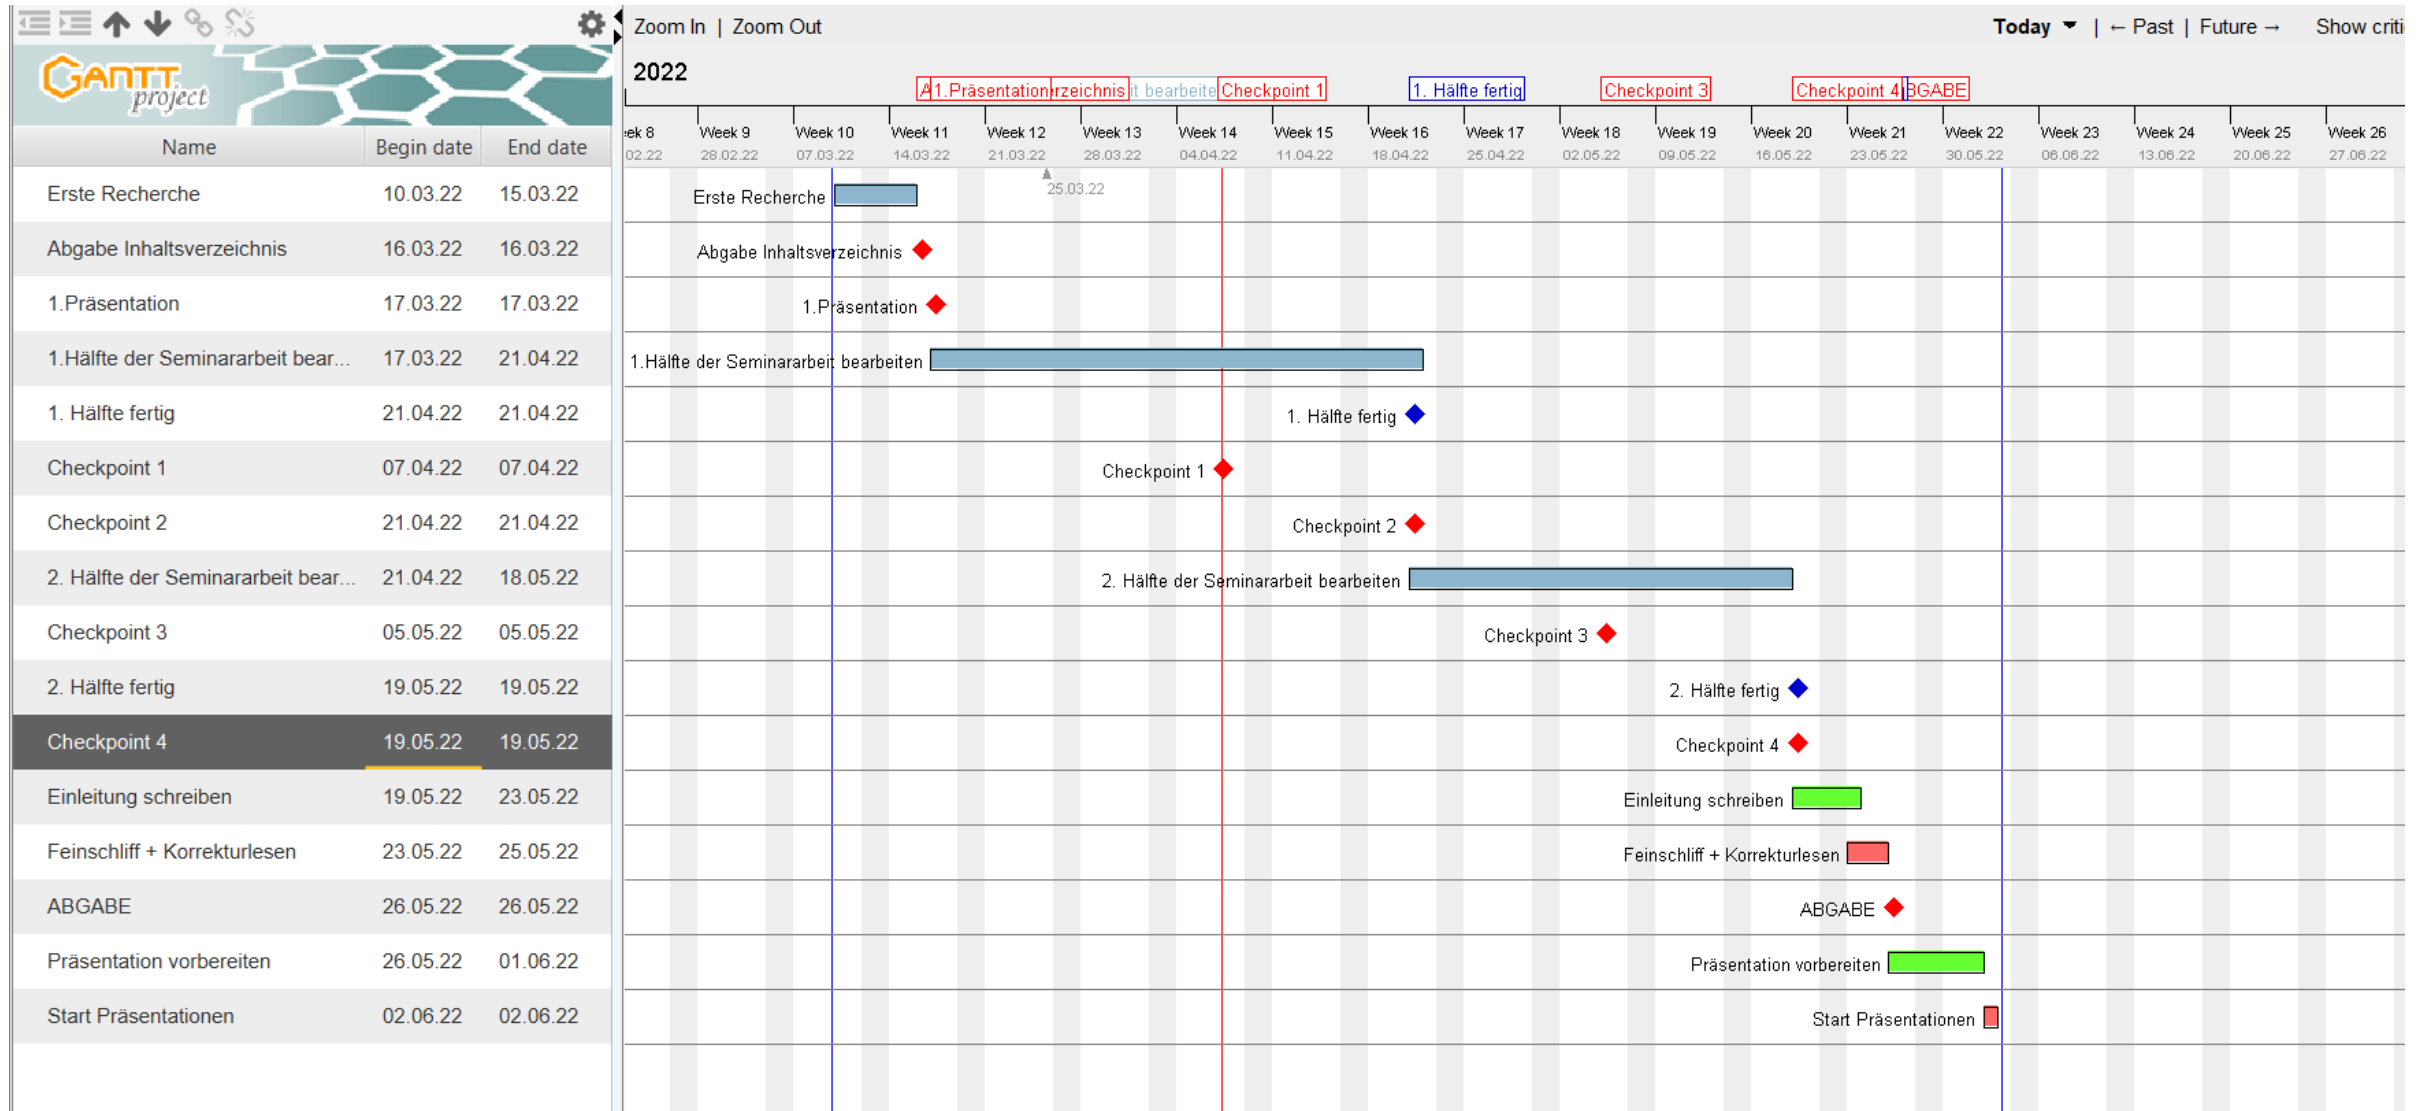 Zoom In | Zoom Out
Today ▼ | ← Past | Future → Show criti
GANTT
project
2022
1.Präsentation rzeichnis it bearbeite Checkpoint 1 1. Hälfte fertig Checkpoint 3 Checkpoint 4 BGABE
Name Begin date End date
ek 8 Week 9 Week 10 Week 11 Week 12 Week 13 Week 14 Week 15 Week 16 Week 17 Week 18 Week 19 Week 20 Week 21 Week 22 Week 23 Week 24 Week 25 Week 26
02.22 28.02.22 07.03.22 14.03.22 21.03.22 28.03.22 04.04.22 11.04.22 18.04.22 25.04.22 02.05.22 09.05.22 16.05.22 23.05.22 30.05.22 06.06.22 13.06.22 20.06.22 27.06.22
25.03.22
Erste Recherche 10.03.22 15.03.22 Erste Recherche
Abgabe Inhaltsverzeichnis 16.03.22 16.03.22 Abgabe Inhaltsverzeichnis
1.Präsentation 17.03.22 17.03.22 1.Präsentation
1.Hälfte der Seminararbeit bear... 17.03.22 21.04.22 1.Hälfte der Seminararbeit bearbeiten
1. Hälfte fertig 21.04.22 21.04.22 1. Hälfte fertig
Checkpoint 1 07.04.22 07.04.22 Checkpoint 1
Checkpoint 2 21.04.22 21.04.22 Checkpoint 2
2. Hälfte der Seminararbeit bear... 21.04.22 18.05.22 2. Hälfte der Seminararbeit bearbeiten
Checkpoint 3 05.05.22 05.05.22 Checkpoint 3
2. Hälfte fertig 19.05.22 19.05.22 2. Hälfte fertig
Checkpoint 4 19.05.22 19.05.22 Checkpoint 4
Einleitung schreiben 19.05.22 23.05.22 Einleitung schreiben
Feinschliff + Korrekturlesen 23.05.22 25.05.22 Feinschliff + Korrekturlesen
ABGABE 26.05.22 26.05.22 ABGABE
Präsentation vorbereiten 26.05.22 01.06.22 Präsentation vorbereiten
Start Präsentationen 02.06.22 02.06.22 Start Präsentationen